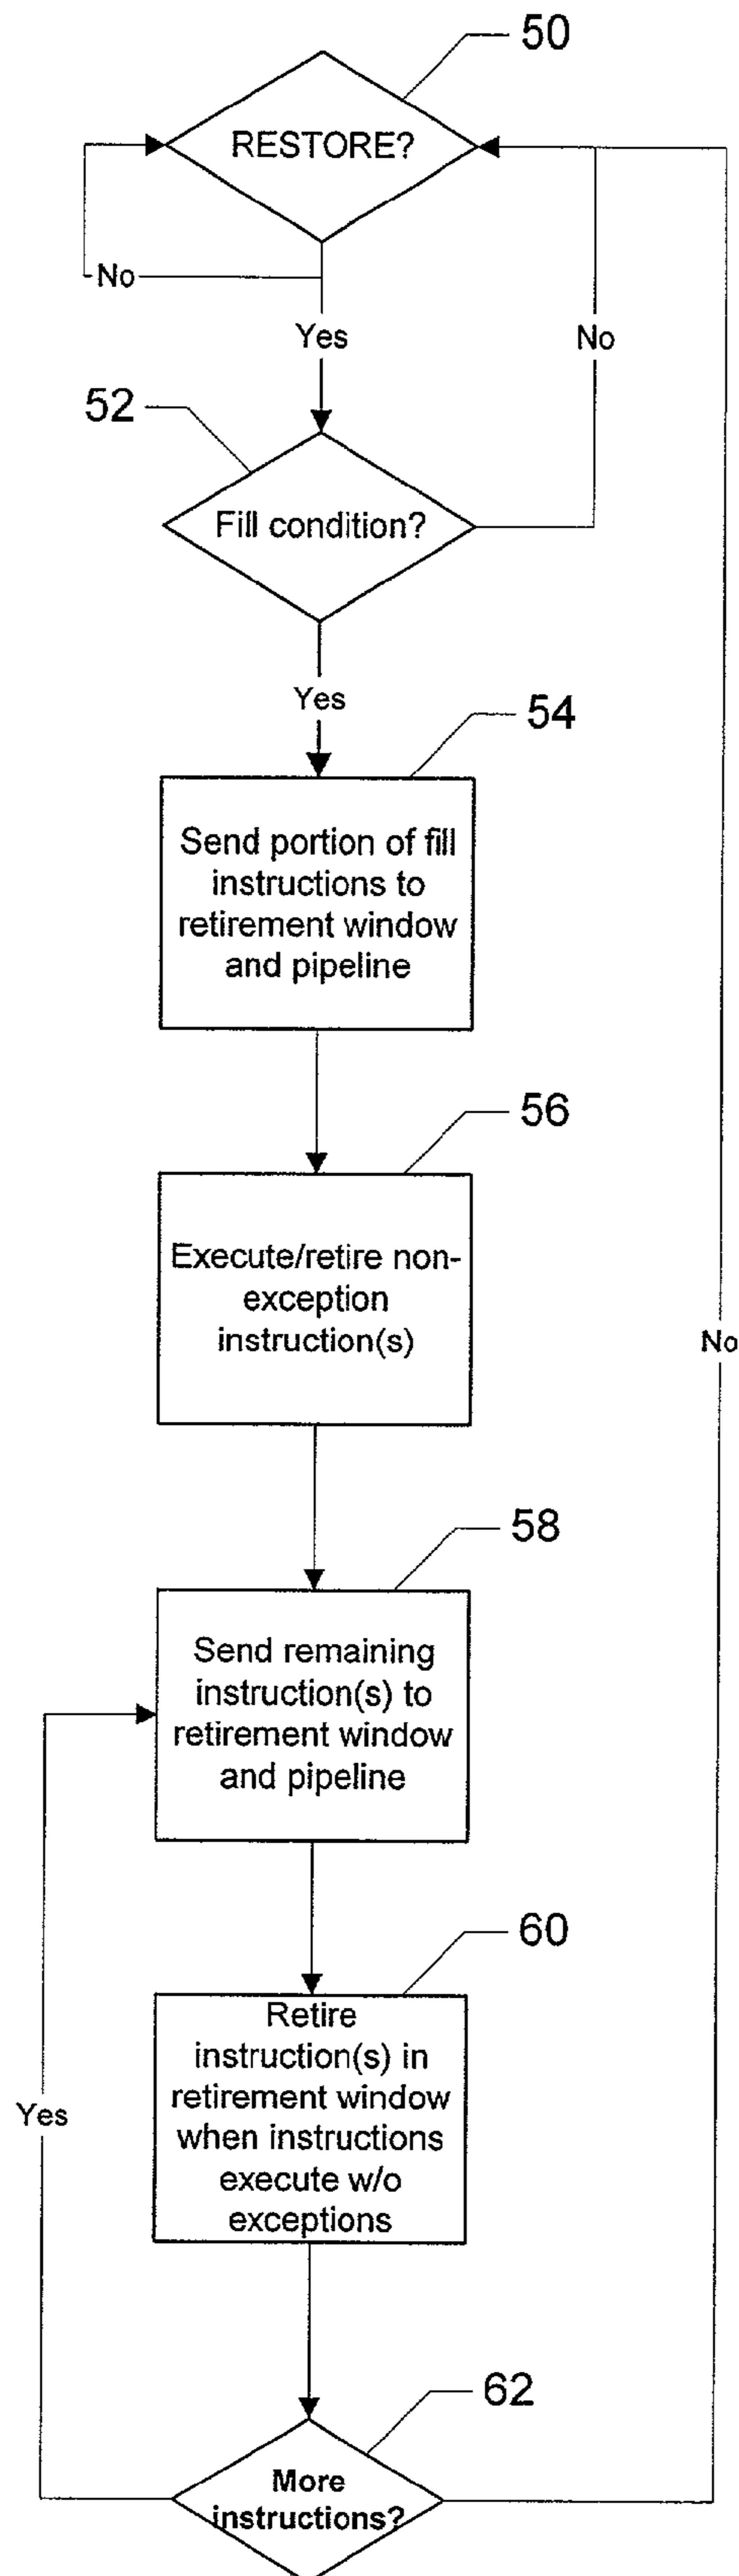 50
RESTORE?
No
Yes
No
52
Fill condition?
Yes
54
Send portion of fill
instructions to
retirement window
and pipeline
56
Execute/retire non-
exception
instruction(s)
No
58
Send remaining
instruction(s) to
retirement window
and pipeline
60
Retire
instruction(s) in
retirement window
when instructions
execute w/o
exceptions
Yes
62
More
instructions?